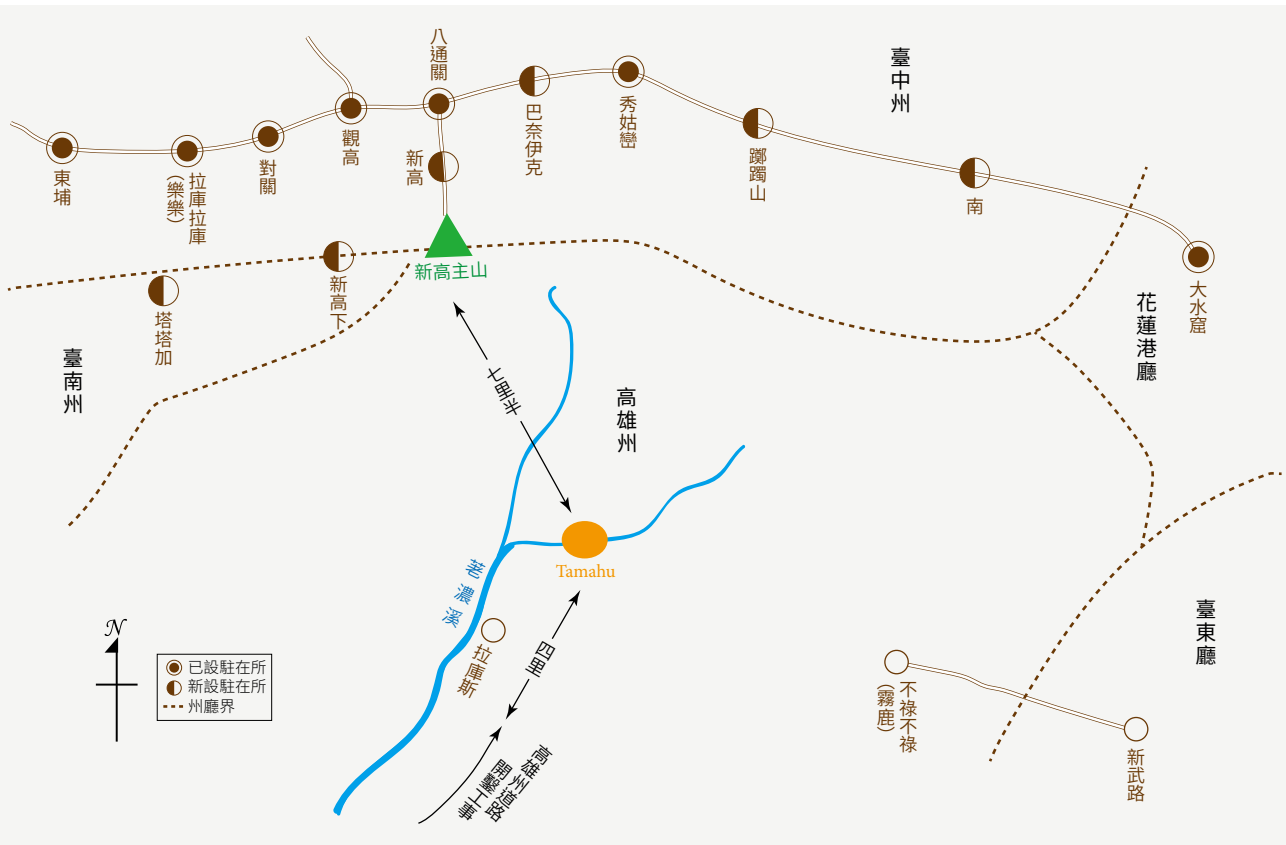 八通關
臺中州
觀高
新高
巴奈伊克
秀姑巒
東埔
拉庫拉庫
(樂樂)
對關
躑躅山
南
新高主山
新高下
塔塔加
大水窟
花蓮港廳
臺南州
七里半
高雄州
Tamahu
荖濃溪
拉庫斯
四里
臺東廳
不祿不祿
(霧鹿)
新武路
高雄州道路
開鑿工事
N
已設駐在所
新設駐在所
州廳界